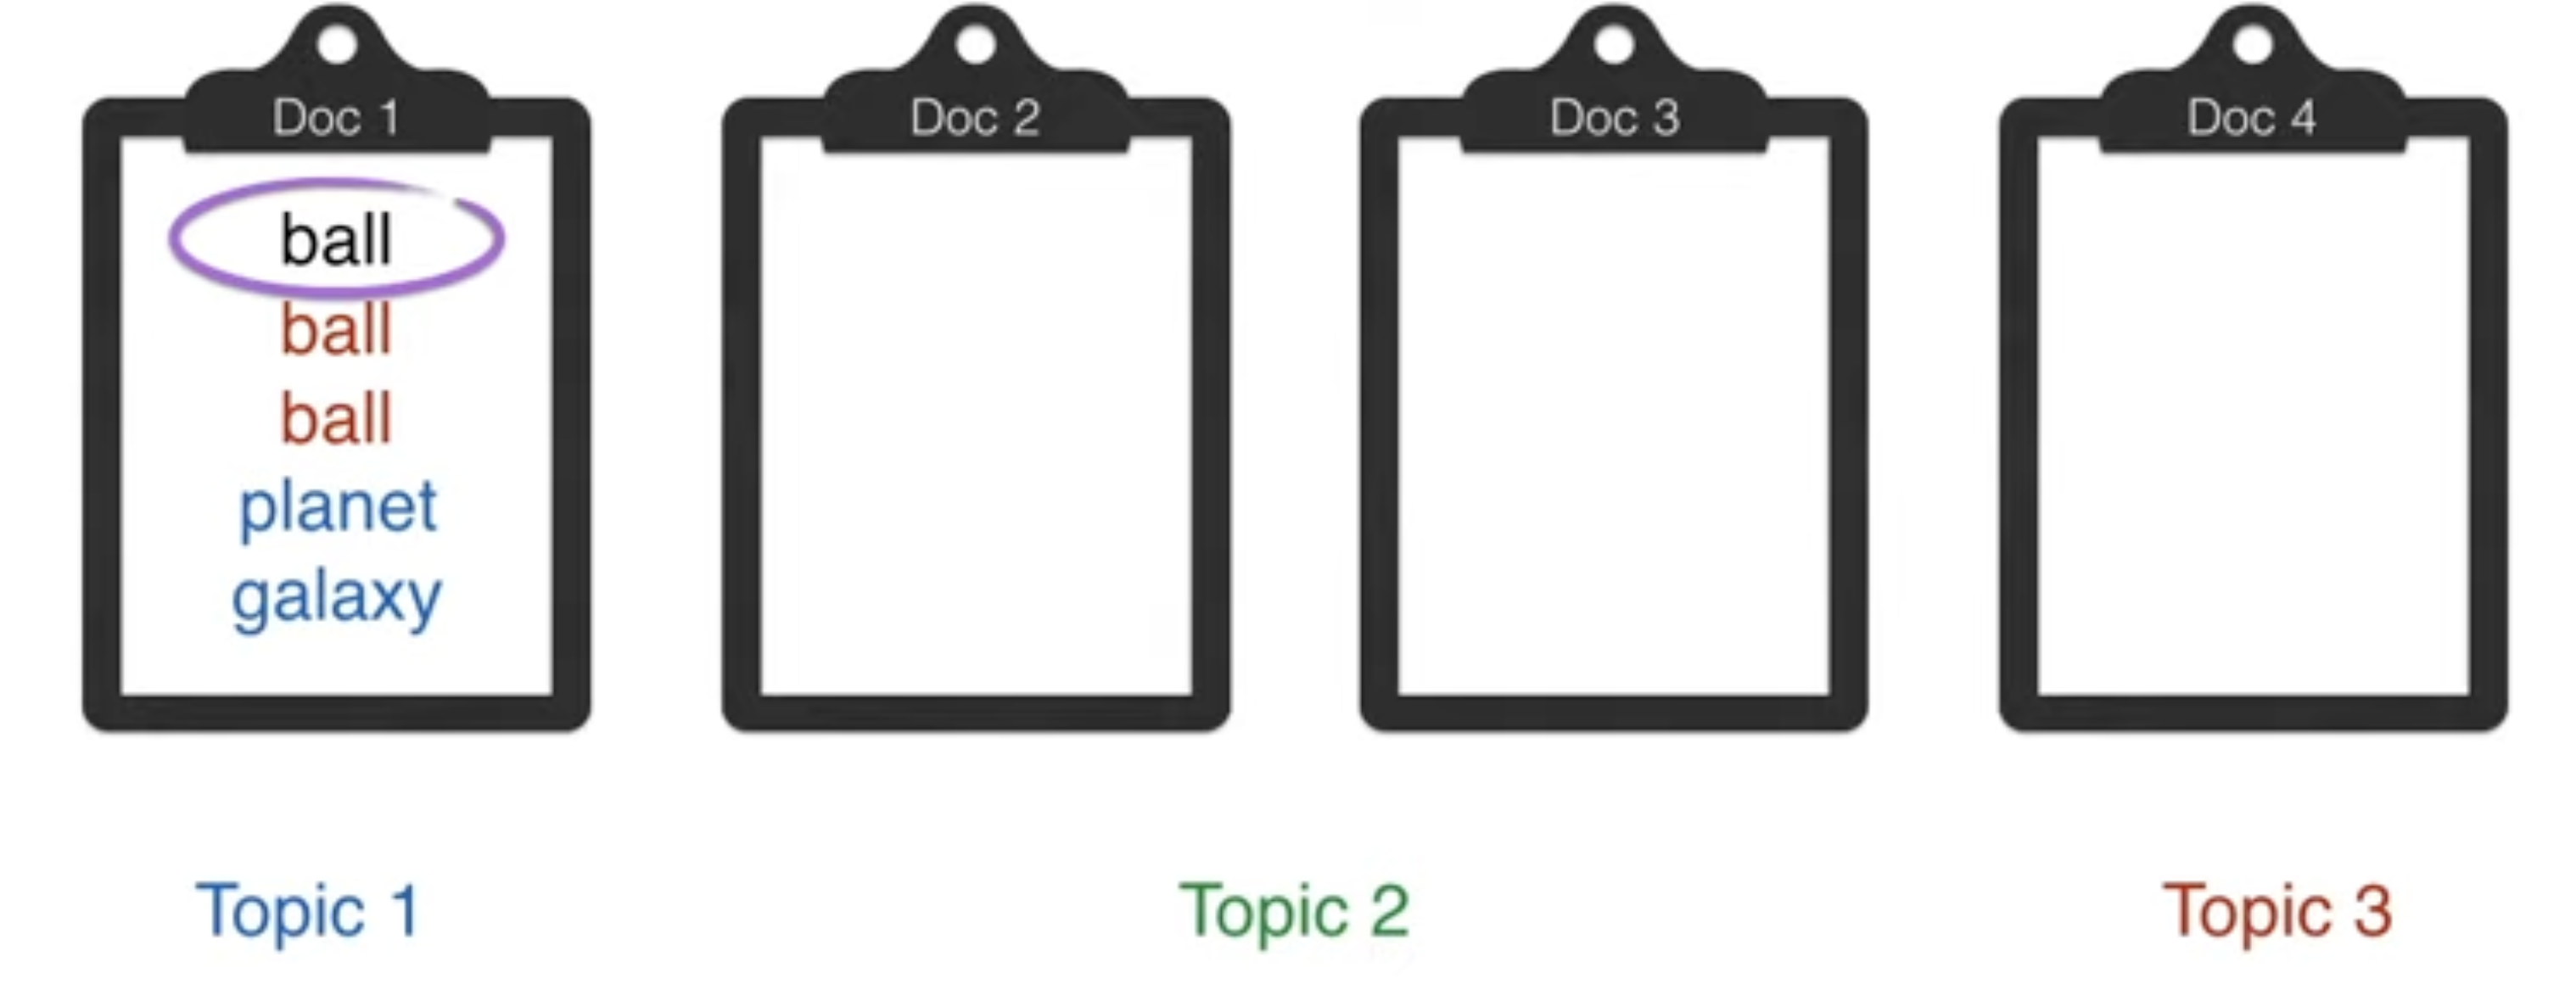 Doc 1
ball
ball
ball
planet
galaxy
Doc 2
Doc 3
Doc 4
Topic 1
Topic 2
Topic 3